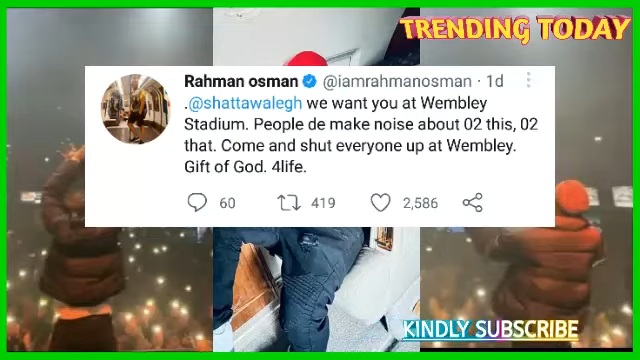 TRENDING TODAY
Rahman osman @iamrahmanosman · 1d
.@shattawalegh we want you at Wembley
Stadium. People de make noise about 02 this, 02
that. Come and shut everyone up at Wembley.
Gift of God. 4life.
60 419 2,586
KINDLY SUBSCRIBE